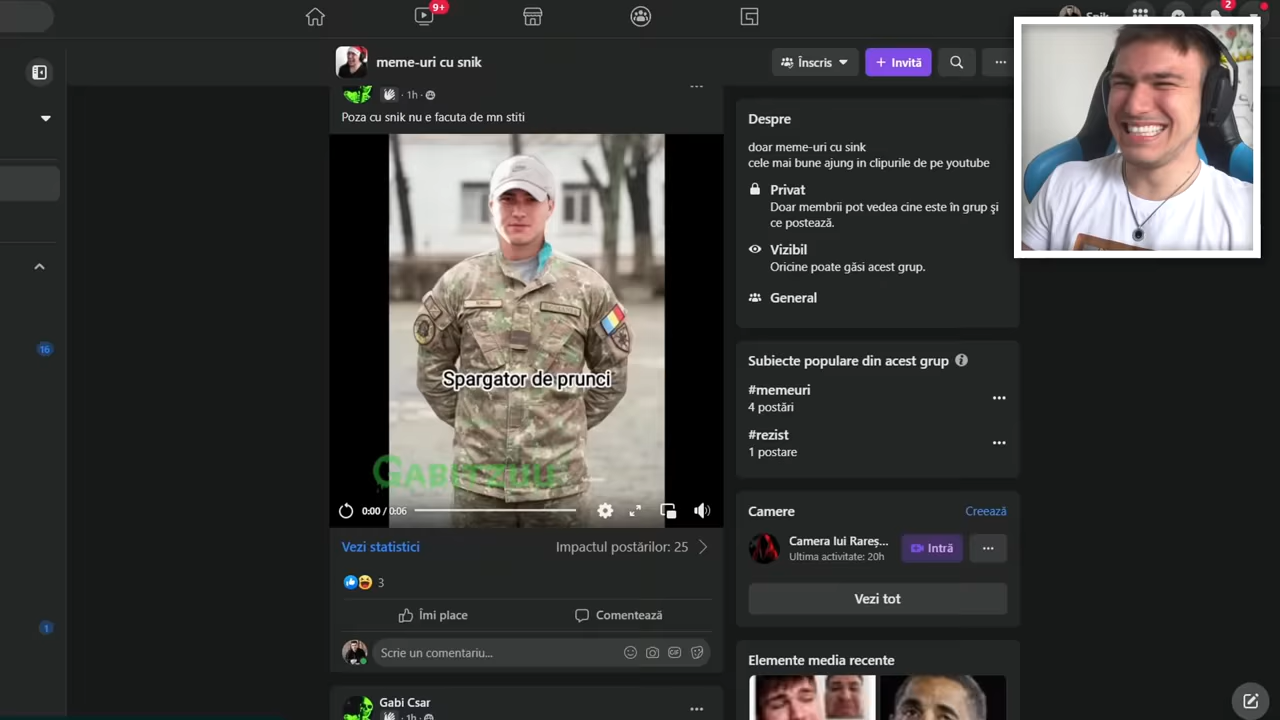 9+
2
Snik
meme-uri cu snik
Înscris
Invită
1h
Poza cu snik nu e facuta de mn stiti
Spargator de prunci
GABITZUU
0:00 / 0:06
Vezi statistici
Impactul postărilor: 25
3
Îmi place
Comentează
Scrie un comentariu...
Gabi Csar
1h
16
1
Despre
doar meme-uri cu sink
cele mai bune ajung in clipurile de pe youtube
Privat
Doar membrii pot vedea cine este în grup și
ce postează.
Vizibil
Oricine poate găsi acest grup.
General
Subiecte populare din acest grup
#memeuri
4 postări
#rezist
1 postare
Camere
Creează
Camera lui Rareș...
Ultima activitate: 20h
Intră
Vezi tot
Elemente media recente